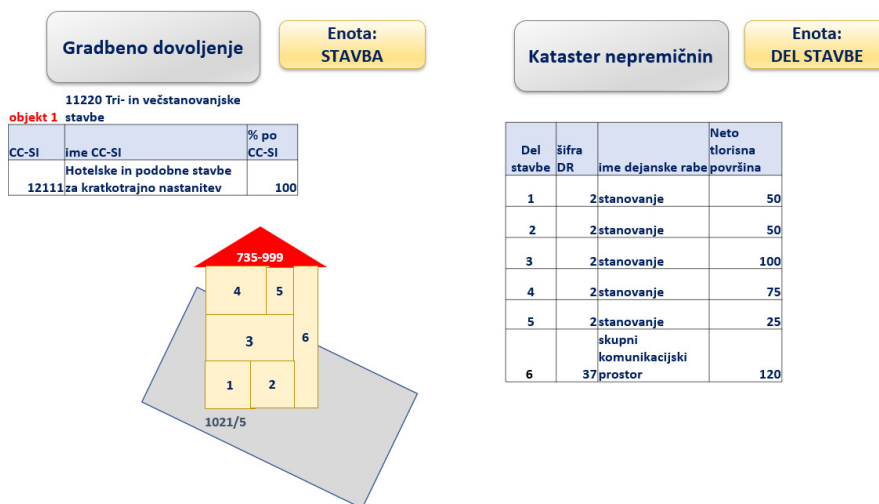 Gradbeno dovoljenje
Enota:
STAVBA
11220 Tri- in večstanovanjske
objekt 1 stavbe
CC-SI ime CC-SI % po CC-SI
Hotelske in podobne stavbe
12111 za kratkotrajno nastanitev 100
735-999
4 5
3 6
1 2
1021/5
Kataster nepremičnin
Enota:
DEL STAVBE
Del stavbe šifra DR ime dejanske rabe Neto tlorisna površina
1 2 stanovanje 50
2 2 stanovanje 50
3 2 stanovanje 100
4 2 stanovanje 75
5 2 stanovanje 25
skupni
komunikacijski
6 37 prostor 120